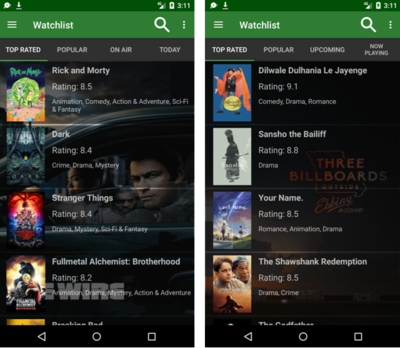 3:11
Watchlist
TOP RATED POPULAR ON AIR TODAY
Rick and Morty
Rating: 8.5
Animation, Comedy, Action & Adventure, Sci-Fi
& Fantasy
Dark
Rating: 8.4
Crime, Drama, Mystery
Stranger Things
Rating: 8.4
Drama, Mystery, Sci-Fi & Fantasy
Fullmetal Alchemist: Brotherhood
Rating: 8.2
Animation, Drama, Mystery, Action & Adventure
Breaking Bad
3:11
Watchlist
TOP RATED POPULAR UPCOMING NOW
PLAYING
Dilwale Dulhania Le Jayenge
Rating: 9.1
Comedy, Drama, Romance
Sansho the Bailiff
Rating: 8.8
Drama
THREE
BILLBOARDS
OUTSIDE
Ebbing
MISSOURI
Your Name.
Rating: 8.5
Romance, Animation, Drama
The Shawshank Redemption
Rating: 8.5
Drama, Crime
The Godfather